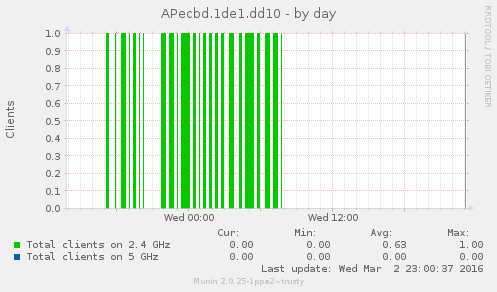 APecbd.1de1.dd10 - by day
RRDTOOL / TOBI OETIKER
Clients
1.0
0.9
0.8
0.7
0.6
0.5
0.4
0.3
0.2
0.1
0.0
Wed 00:00 Wed 12:00
Cur: Min: Avg: Max:
Total clients on 2.4 GHz 0.00 0.00 0.63 1.00
Total clients on 5 GHz 0.00 0.00 0.00 0.00
Last update: Wed Mar 2 23:00:37 2016
Munin 2.0.25-1ppa2~trusty